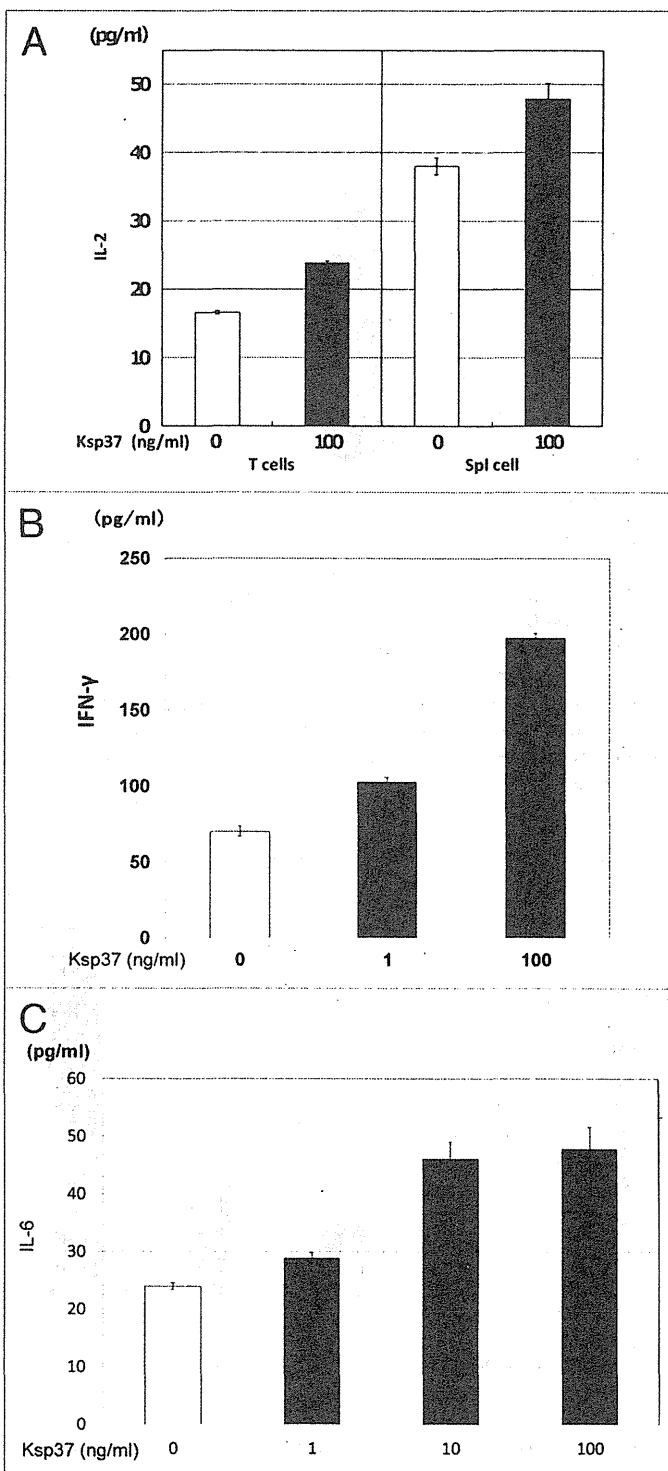 A
(pg/ml)
50
40
30
20
10
0
IL-2
Ksp37 (ng/ml) 0 100 0 100
T cells Spl cell
B
(pg/ml)
250
200
150
100
50
0
IFN-γ
Ksp37 (ng/ml) 0 1 100
C
(pg/ml)
60
50
40
30
20
10
0
IL-6
Ksp37 (ng/ml) 0 1 10 100